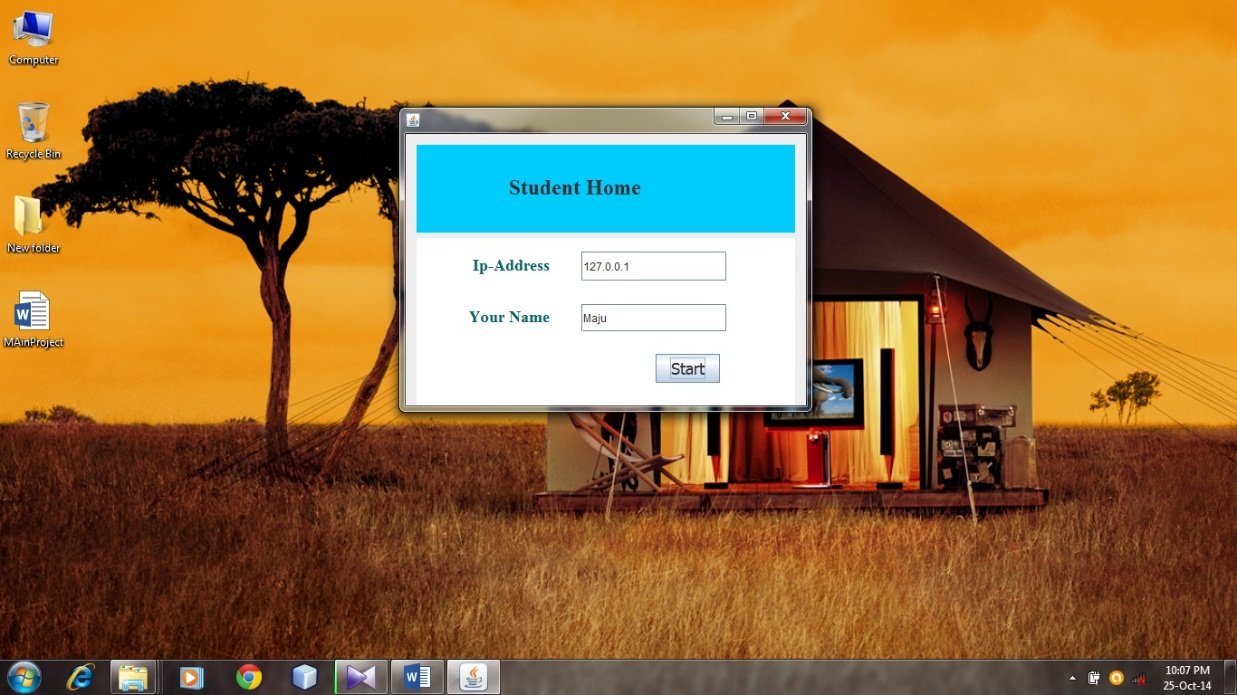 Computer
Recycle Bin
New folder
MAinProject
Student Home
Ip-Address
127.0.0.1
Your Name
Maju
Start
10:07 PM
25-Oct-14